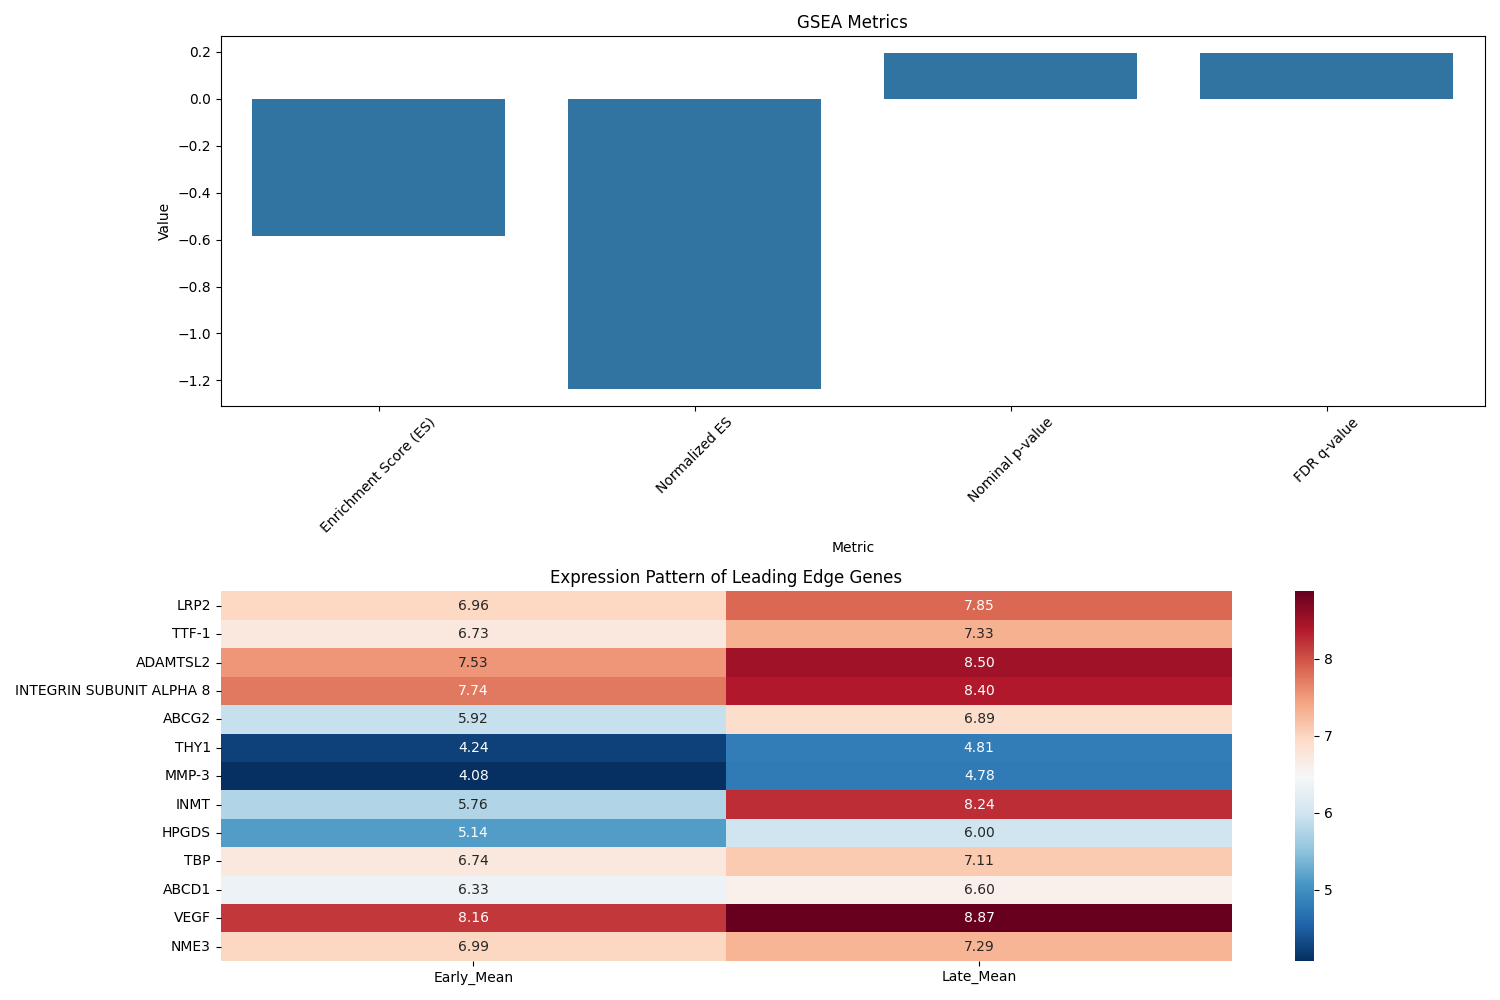 GSEA Metrics
0.2
0.0
−0.2
−0.4
−0.6
−0.8
−1.0
−1.2
Value
Enrichment Score (ES)
Normalized ES
Nominal p-value
FDR q-value
Metric
Expression Pattern of Leading Edge Genes
LRP2 6.96 7.85
TTF-1 6.73 7.33
ADAMTSL2 7.53 8.50
INTEGRIN SUBUNIT ALPHA 8 7.74 8.40
ABCG2 5.92 6.89
THY1 4.24 4.81
MMP-3 4.08 4.78
INMT 5.76 8.24
HPGDS 5.14 6.00
TBP 6.74 7.11
ABCD1 6.33 6.60
VEGF 8.16 8.87
NME3 6.99 7.29
Early_Mean Late_Mean
8
7
6
5